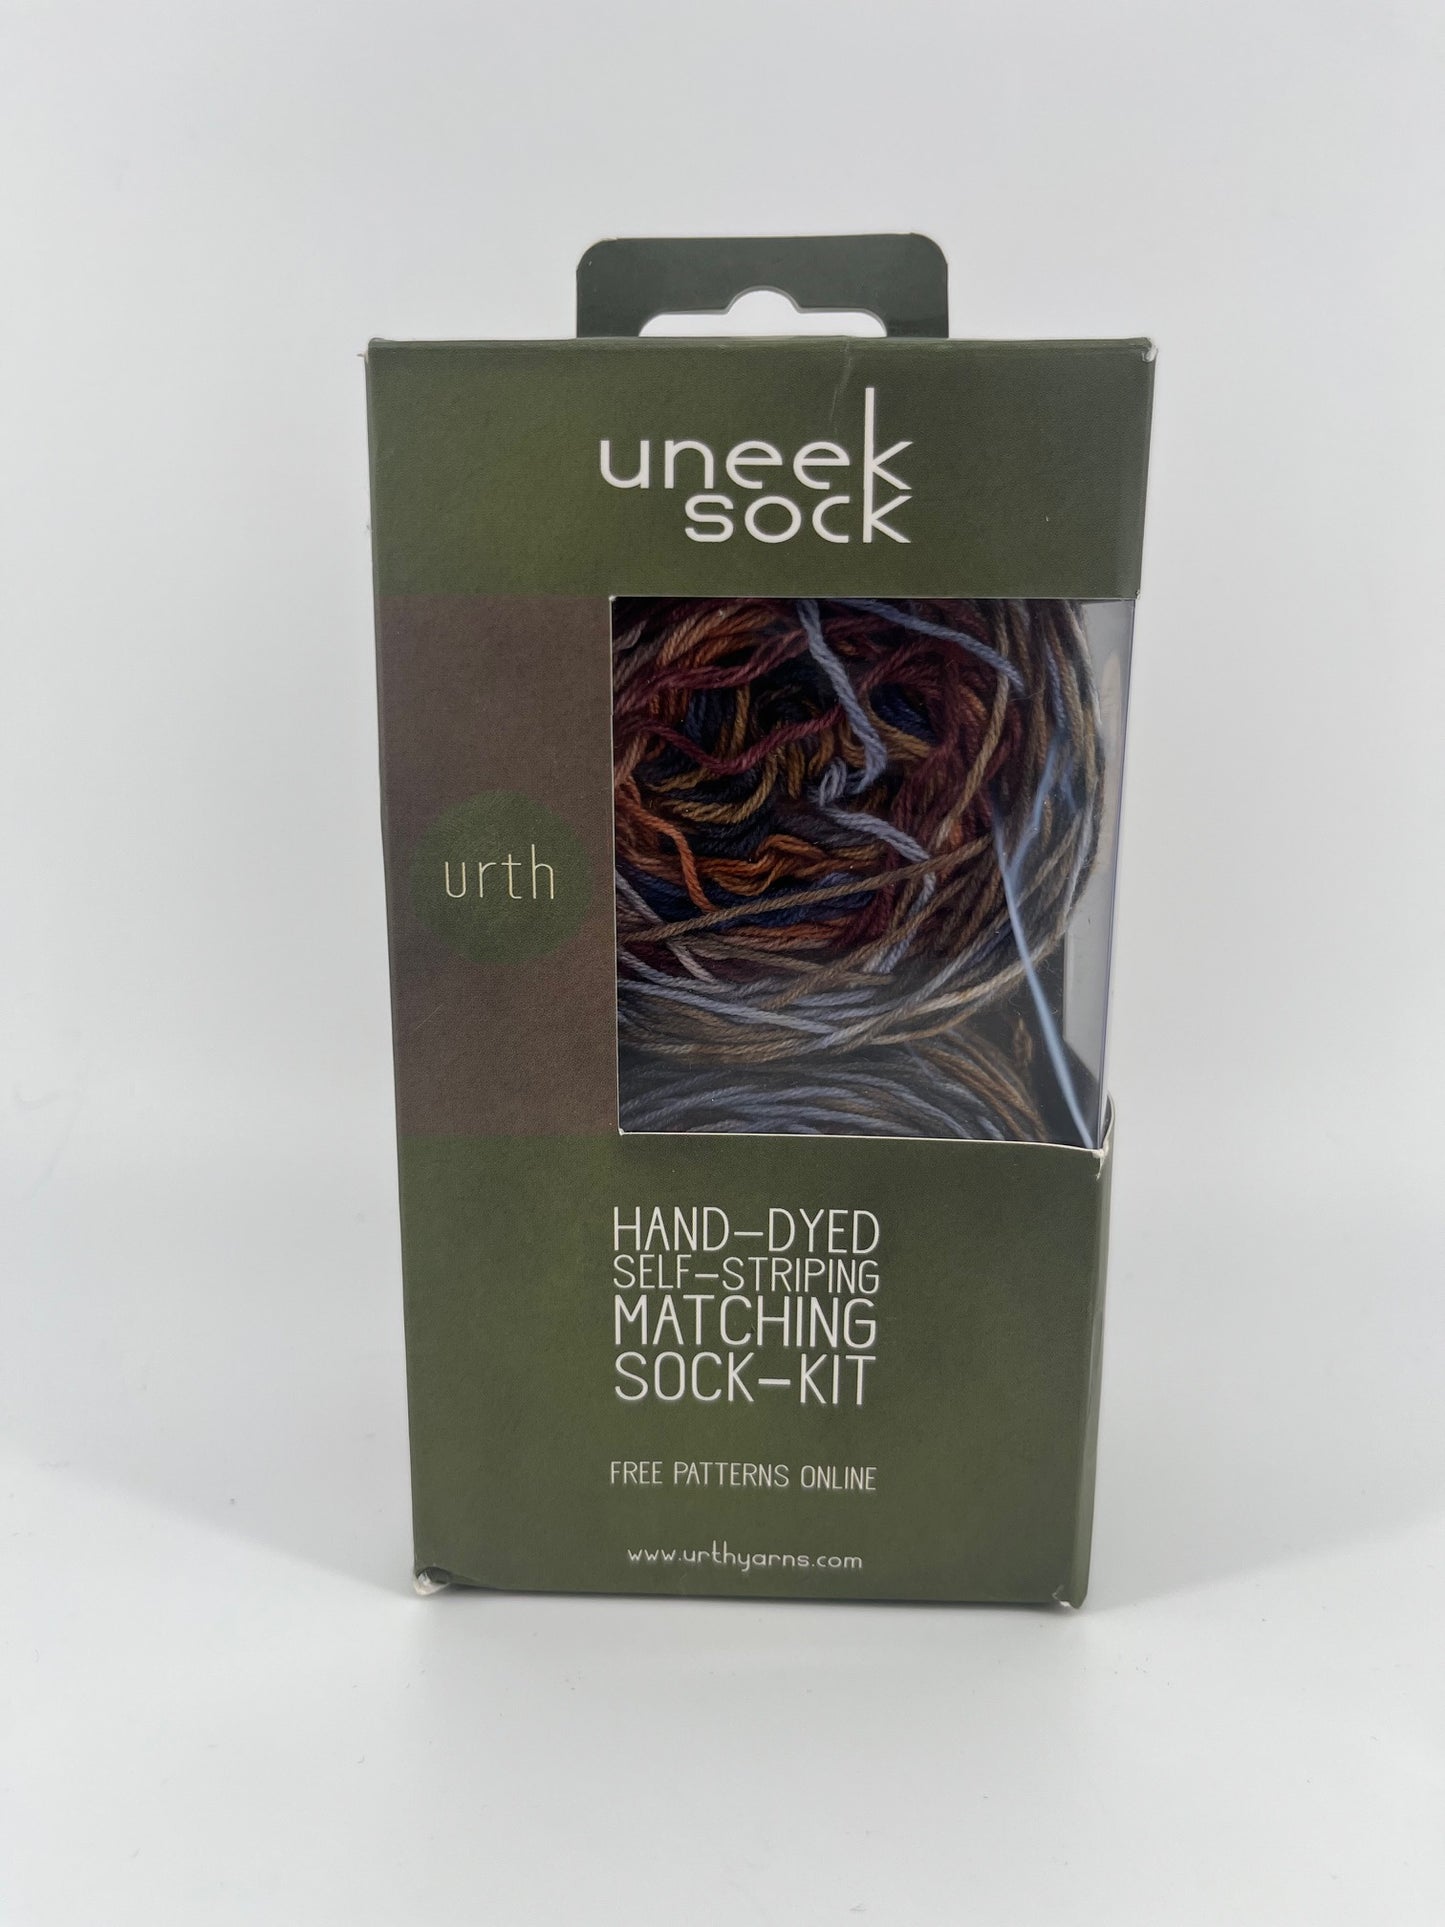 uneek
sock
urth
HAND-DYED
SELF-STRIPING
MATCHING
SOCK-KIT
FREE PATTERNS ONLINE
www.urthyarns.com